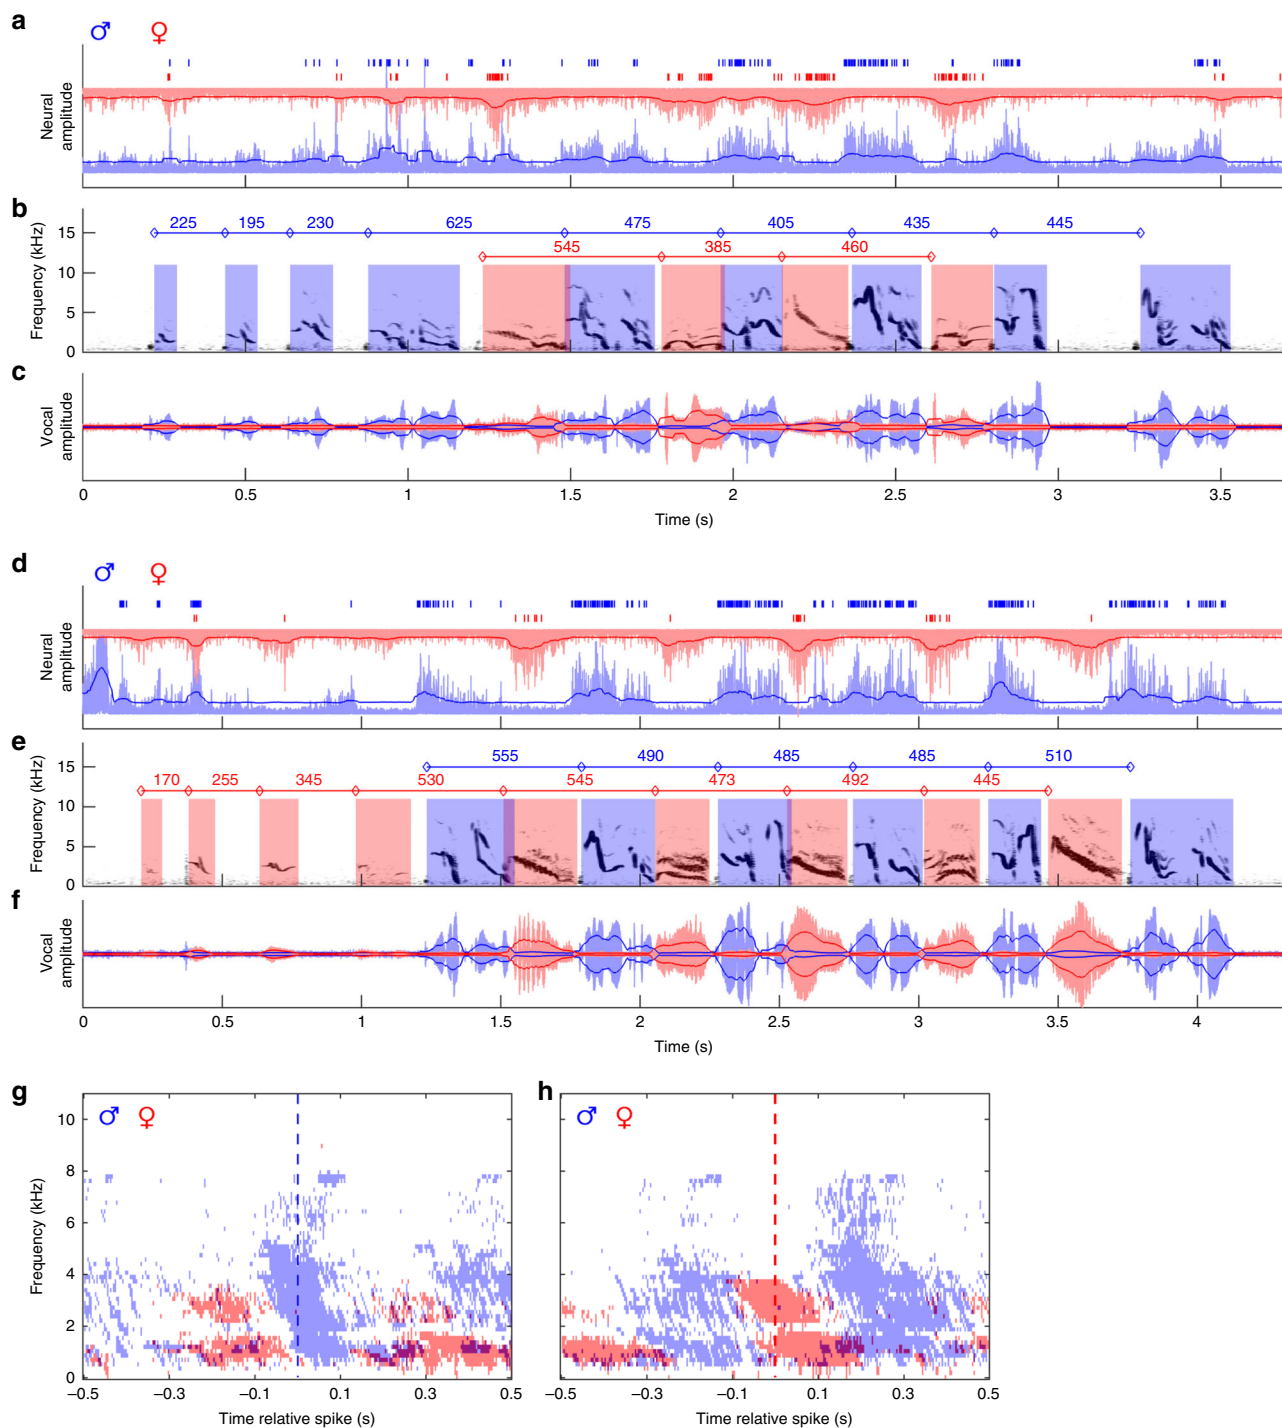 a
♂ ♀
Neural
amplitude
b
225 195 230 625 475 405 435 445
545 385 460
Frequency (kHz)
15
10
5
0
c
Vocal
amplitude
0 0.5 1 1.5 2 2.5 3 3.5
Time (s)
d
♂ ♀
Neural
amplitude
e
555 490 485 485 510
170 255 345 530 545 473 492 445
Frequency (kHz)
15
10
5
0
f
Vocal
amplitude
0 0.5 1 1.5 2 2.5 3 3.5 4
Time (s)
g
♂ ♀
Frequency (kHz)
10
8
6
4
2
0
–0.5 –0.3 –0.1 0.1 0.3 0.5
Time relative spike (s)
h
♂ ♀
–0.5 –0.3 –0.1 0.1 0.3 0.5
Time relative spike (s)